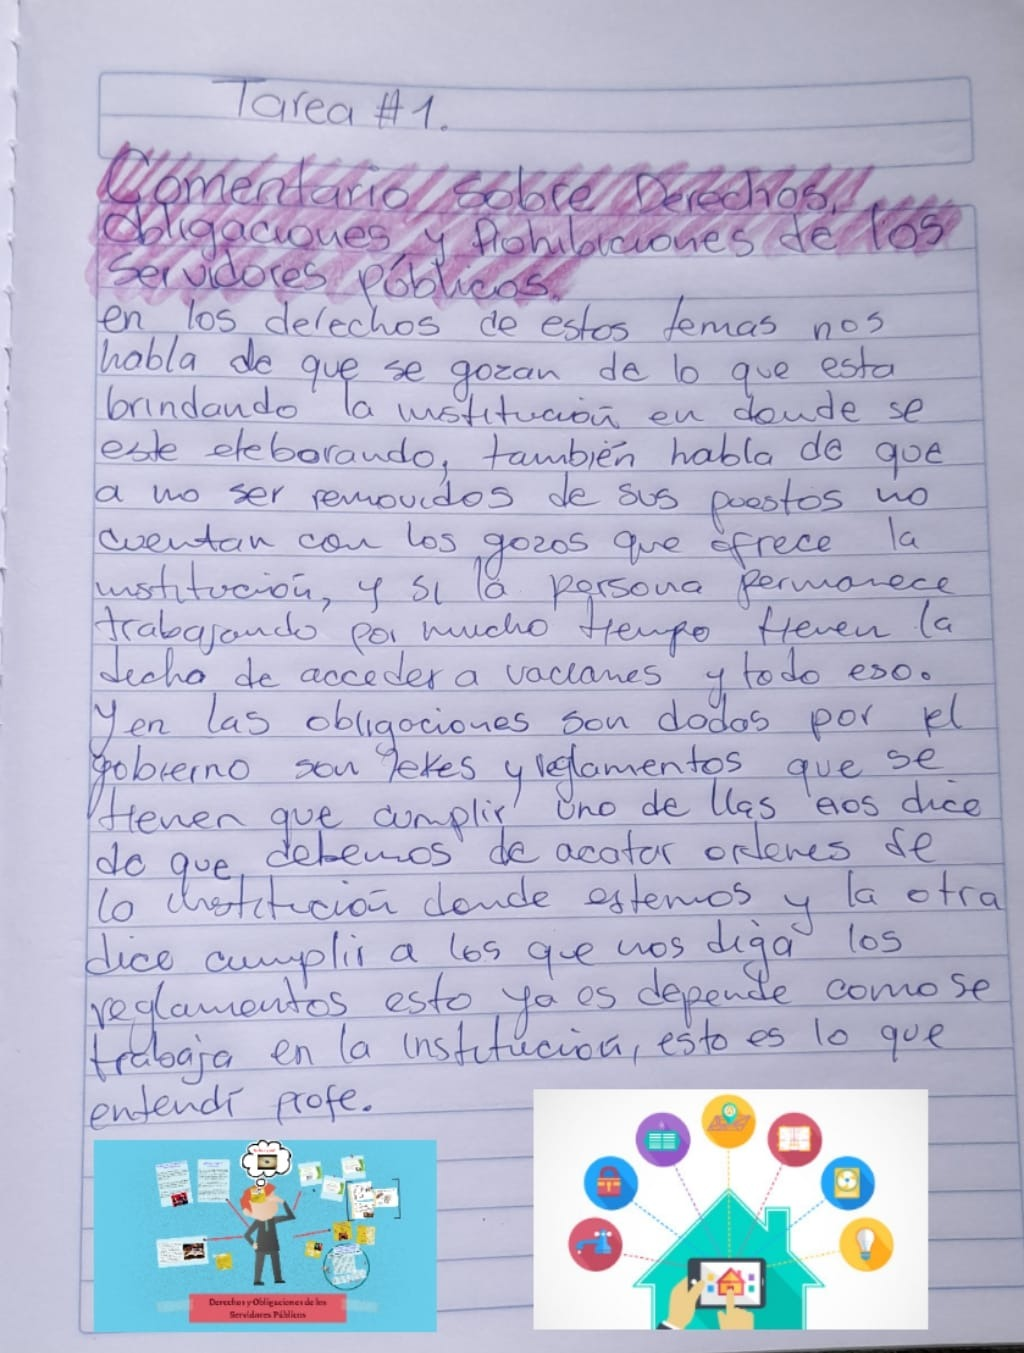 Tarea #1.
Comentario sobre Derechos,
Obligaciones y Prohibiciones de los
servidores públicos.
en los derechos de estos temas nos
habla de que se gozan de lo que esta
brindando la institución en donde se
este eleborando, también habla de que
a no ser removidos de sus puestos no
cuentan con los gozos que ofrece la
institución, y si la persona permanece
trabajando por mucho tiempo tienen la
decho de acceder a vaciones y todo eso.
y en las obligaciones son dadas por el
gobierno son leyes y reglamentos que se
tienen que cumplir uno de llas nos dice
de que debemos de acatar ordenes de
la institución donde estemos y la otra
dice cumplir a los que nos diga los
reglamentos esto ya es depende como se
trabaja en la institución, esto es lo que
entendí profe.
Derechos y Obligaciones de los
Servidores Públicos